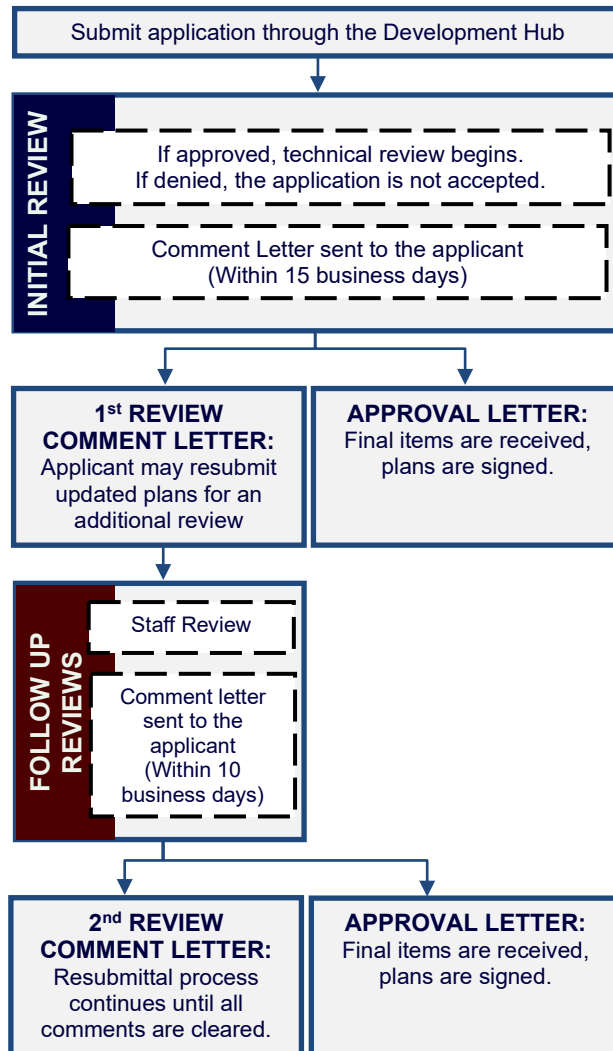 Submit application through the Development Hub
INITIAL REVIEW
If approved, technical review begins.
If denied, the application is not accepted.
Comment Letter sent to the applicant
(Within 15 business days)
1st REVIEW
COMMENT LETTER:
Applicant may resubmit
updated plans for an
additional review
APPROVAL LETTER:
Final items are received,
plans are signed.
FOLLOW UP
REVIEWS
Staff Review
Comment letter
sent to the
applicant
(Within 10
business days)
2nd REVIEW
COMMENT LETTER:
Resubmittal process
continues until all
comments are cleared.
APPROVAL LETTER:
Final items are received,
plans are signed.